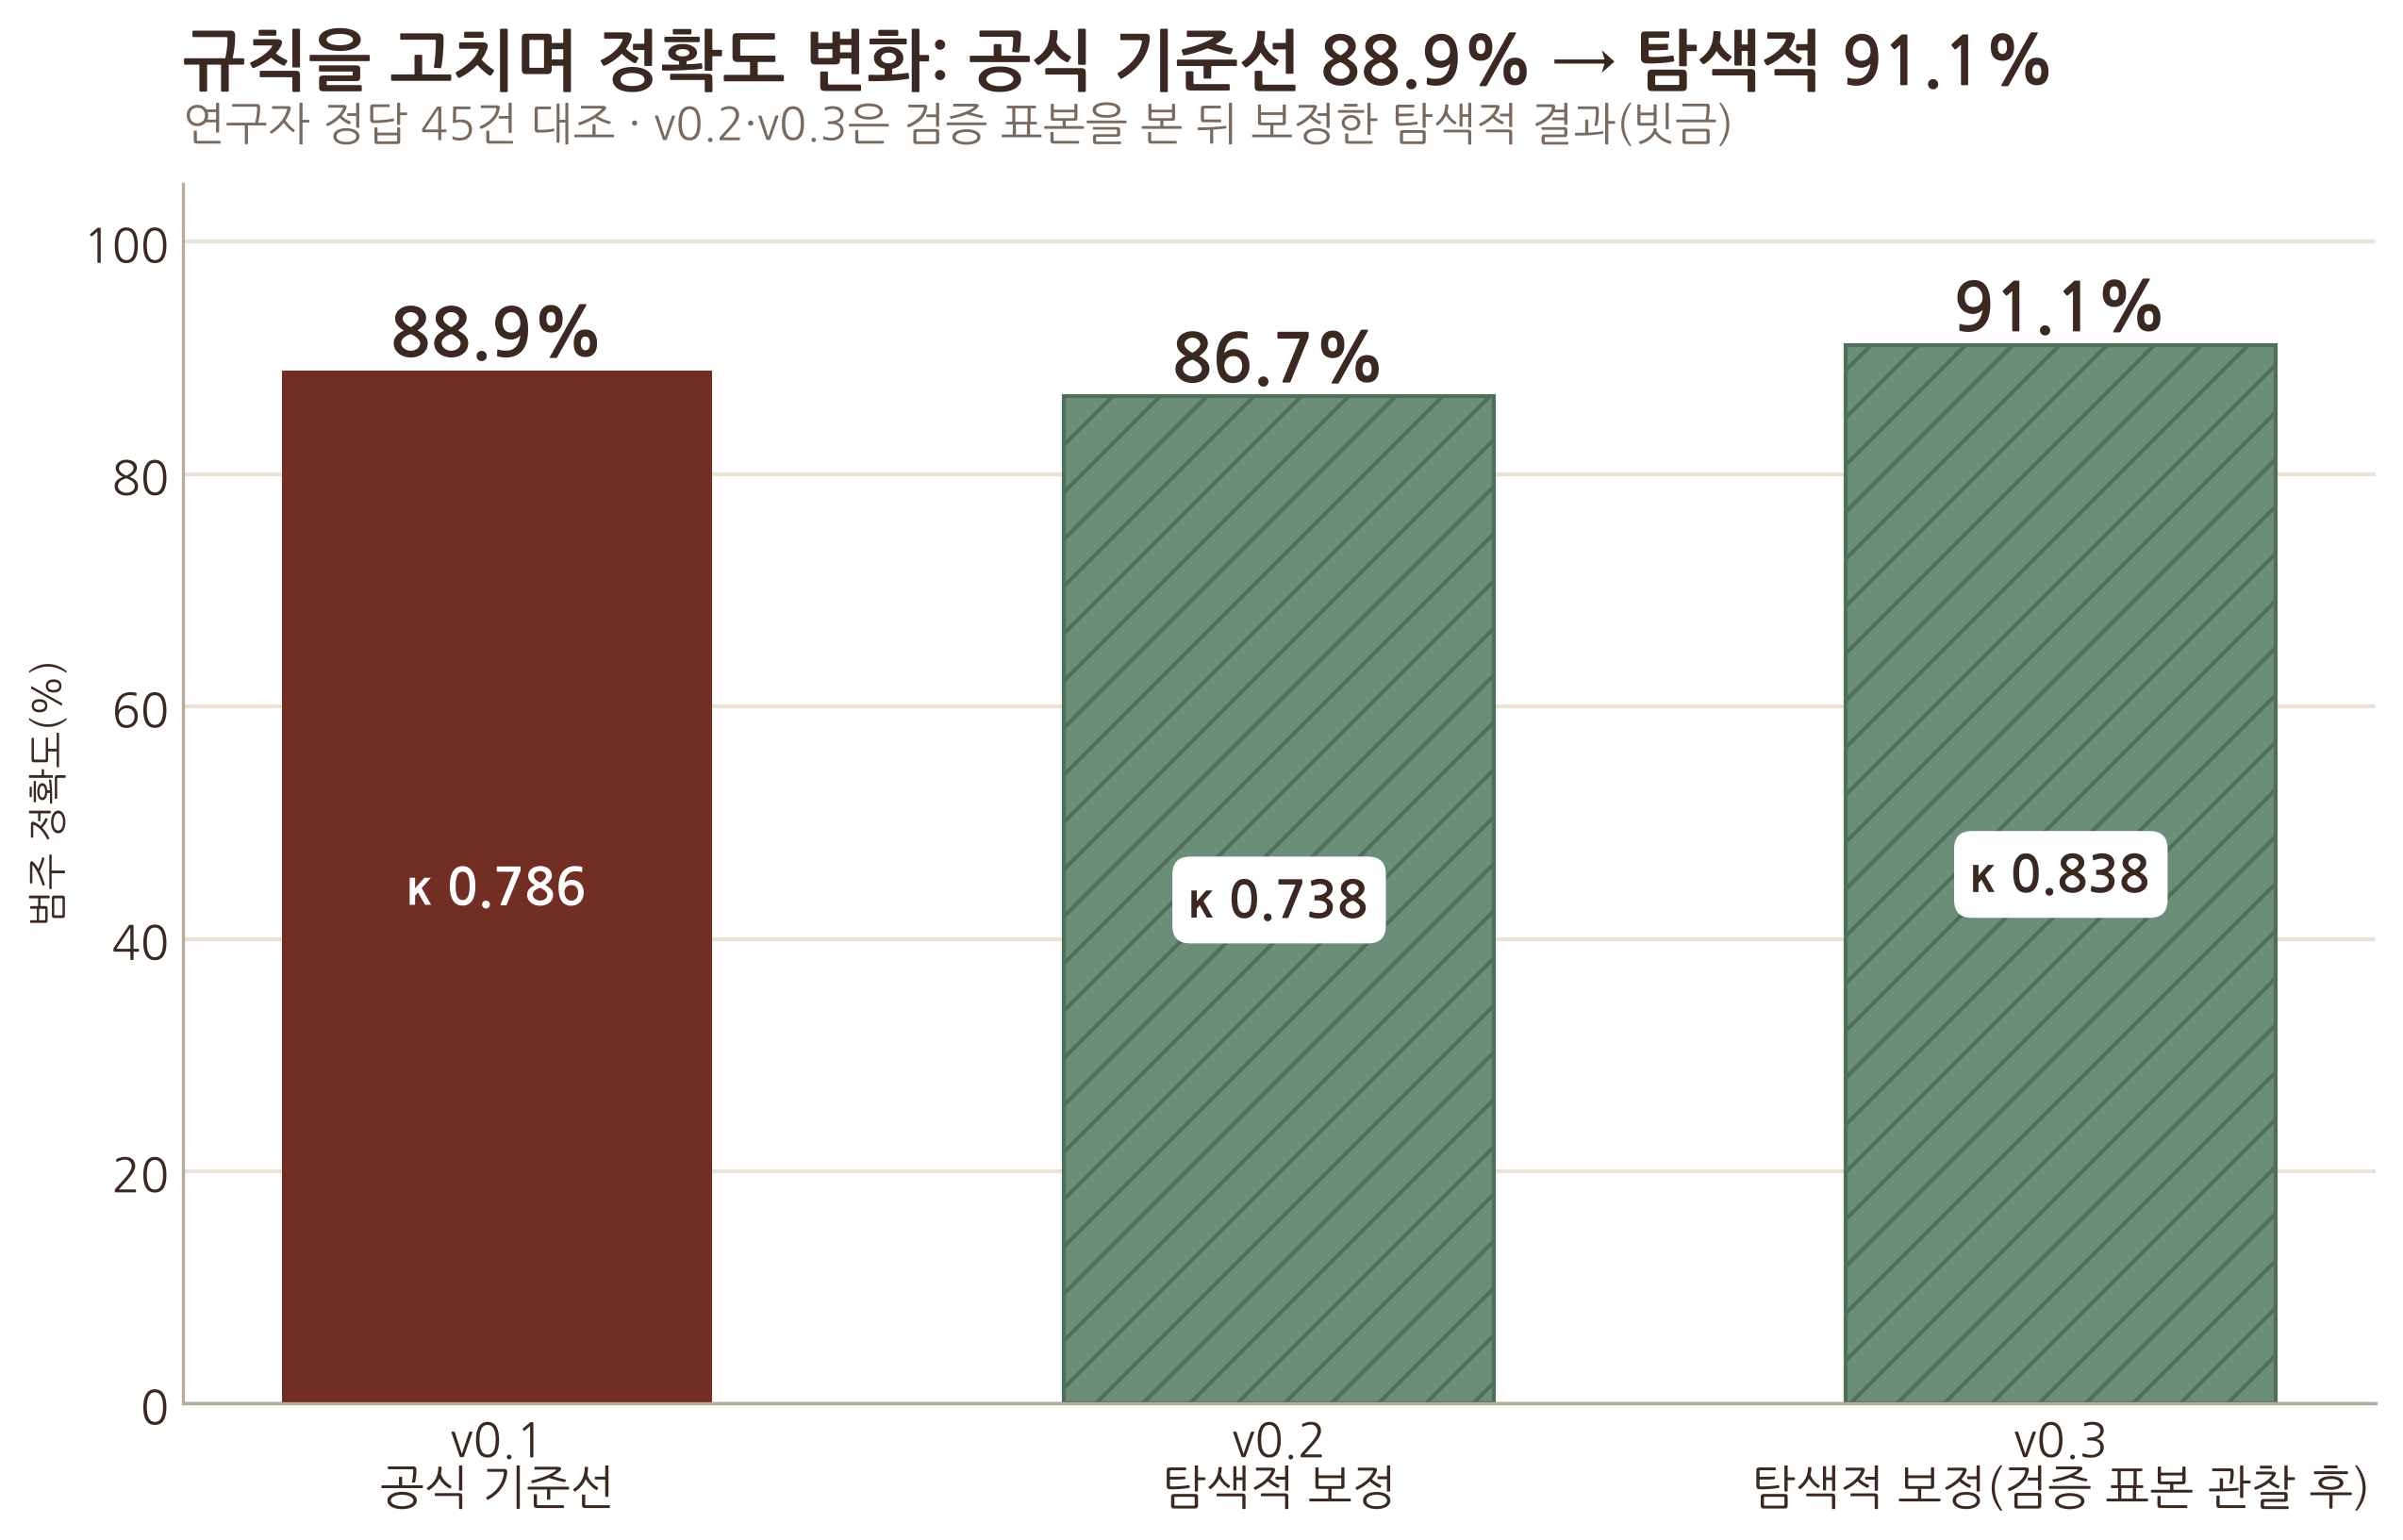 규칙을 고치며 정확도 변화: 공식 기준선 88.9% → 탐색적 91.1%
연구자 정답 45건 대조 · v0.2·v0.3은 검증 표본을 본 뒤 보정한 탐색적 결과(빗금)
범주 정확도(%)
100
80
60
40
20
0
88.9%
86.7%
91.1%
κ 0.786
κ 0.738
κ 0.838
v0.1
공식 기준선
v0.2
탐색적 보정
v0.3
탐색적 보정(검증 표본 관찰 후)